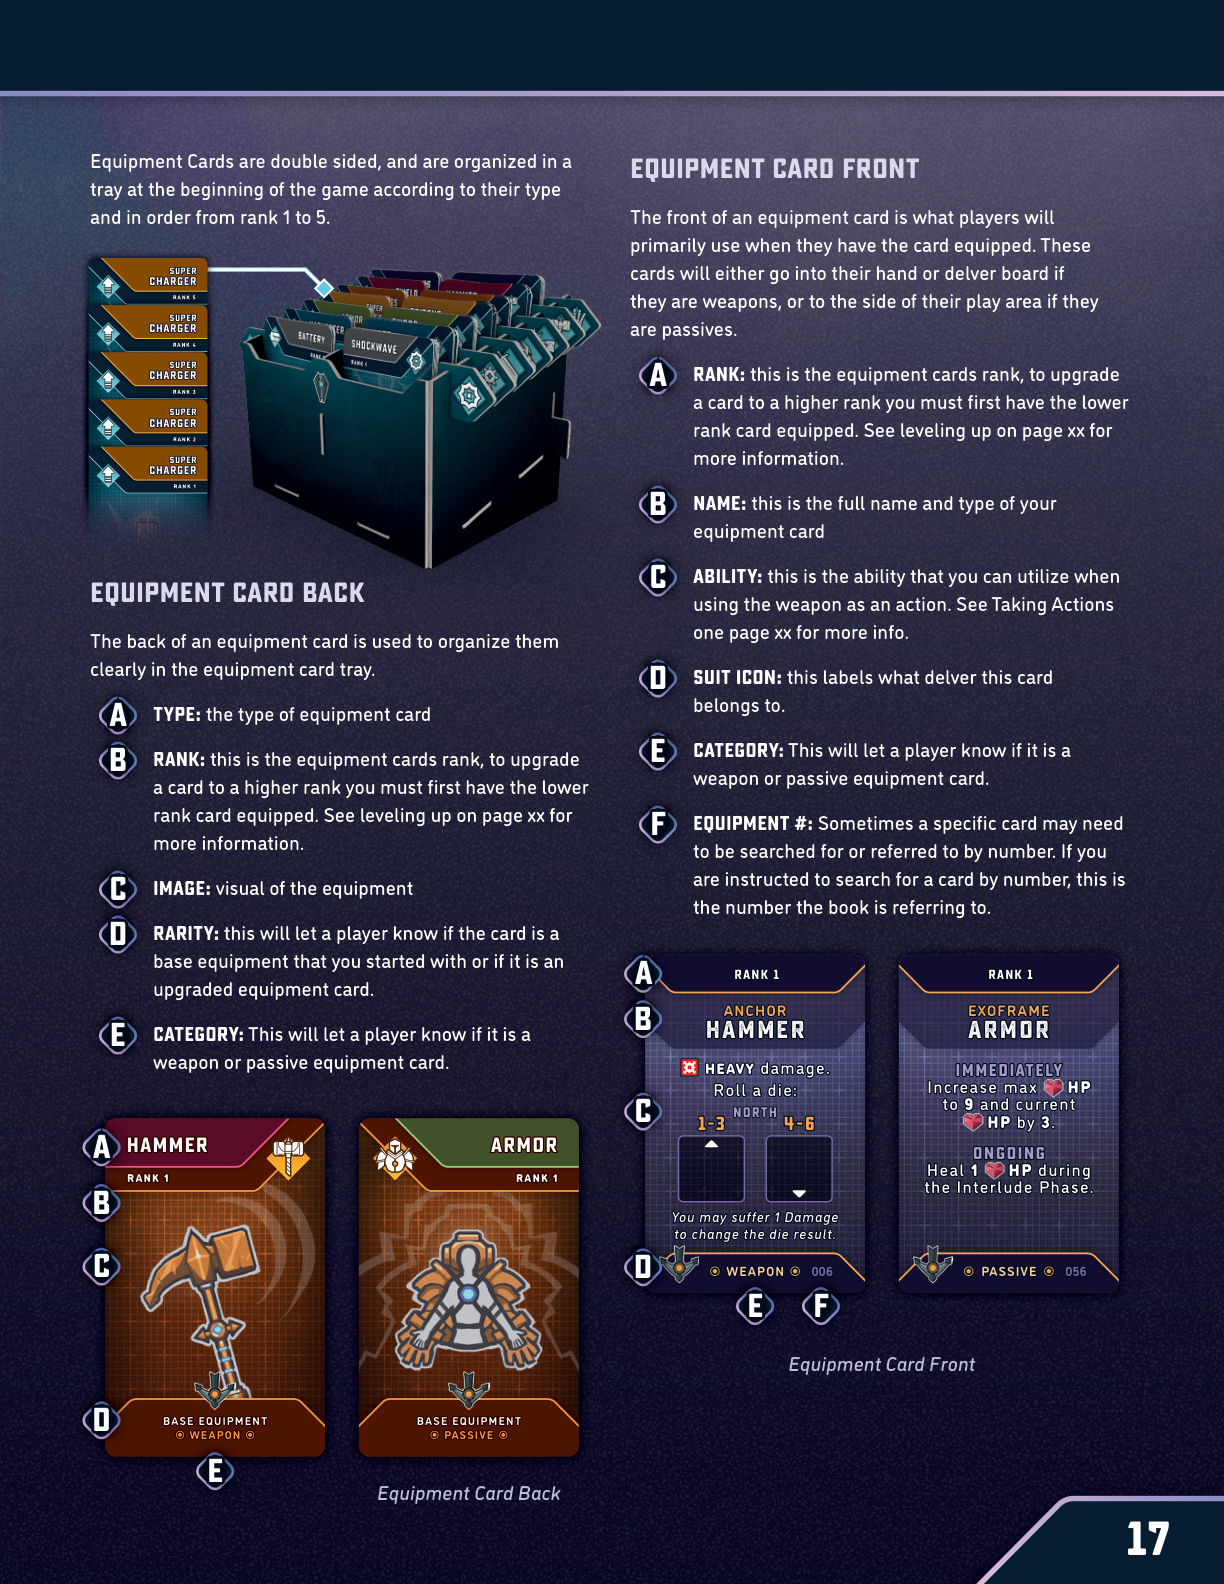 Equipment Cards are double sided, and are organized in a
tray at the beginning of the game according to their type
and in order from rank 1 to 5.
SUPER
CHARGER
RANK 5
SUPER
CHARGER
RANK 4
SUPER
CHARGER
RANK 3
SUPER
CHARGER
RANK 2
SUPER
CHARGER
RANK 1
BATTERY
SHOCKWAVE
RANK 1
EQUIPMENT CARD BACK
The back of an equipment card is used to organize them
clearly in the equipment card tray.
A TYPE: the type of equipment card
B RANK: this is the equipment cards rank, to upgrade
a card to a higher rank you must first have the lower
rank card equipped. See leveling up on page xx for
more information.
C IMAGE: visual of the equipment
D RARITY: this will let a player know if the card is a
base equipment that you started with or if it is an
upgraded equipment card.
E CATEGORY: This will let a player know if it is a
weapon or passive equipment card.
A HAMMER
RANK 1
B
C
D
BASE EQUIPMENT
WEAPON
E
ARMOR
RANK 1
BASE EQUIPMENT
PASSIVE
Equipment Card Back
EQUIPMENT CARD FRONT
The front of an equipment card is what players will
primarily use when they have the card equipped. These
cards will either go into their hand or delver board if
they are weapons, or to the side of their play area if they
are passives.
A RANK: this is the equipment cards rank, to upgrade
a card to a higher rank you must first have the lower
rank card equipped. See leveling up on page xx for
more information.
B NAME: this is the full name and type of your
equipment card
C ABILITY: this is the ability that you can utilize when
using the weapon as an action. See Taking Actions
one page xx for more info.
D SUIT ICON: this labels what delver this card
belongs to.
E CATEGORY: This will let a player know if it is a
weapon or passive equipment card.
F EQUIPMENT #: Sometimes a specific card may need
to be searched for or referred to by number. If you
are instructed to search for a card by number, this is
the number the book is referring to.
A RANK 1
B ANCHOR
HAMMER
HEAVY damage.
Roll a die:
C NORTH
1-3 4-6
You may suffer 1 Damage
to change the die result.
D WEAPON 006
E F
RANK 1
EXOFRAME
ARMOR
IMMEDIATELY
Increase max HP
to 9 and current
HP by 3.
ONGOING
Heal 1 HP during
the Interlude Phase.
PASSIVE 056
Equipment Card Front
17